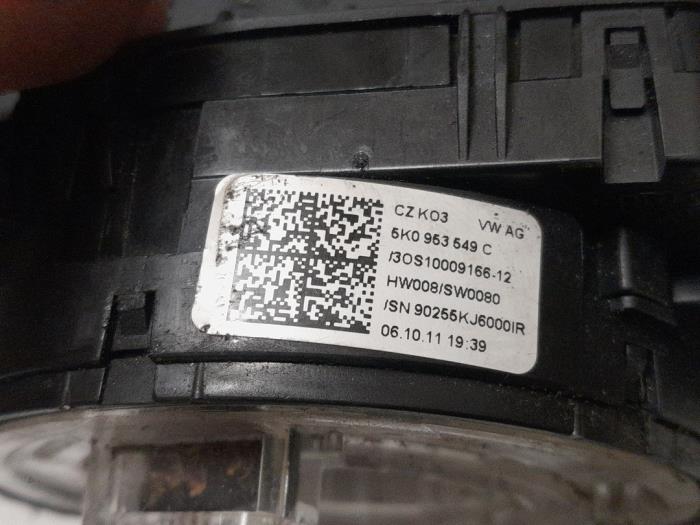 CZ KO3 VW AG
5K0 953 549 C
/3OS10009166-12
HW008/SW0080
/SN 90255KJ6000IR
06.10.11 19:39